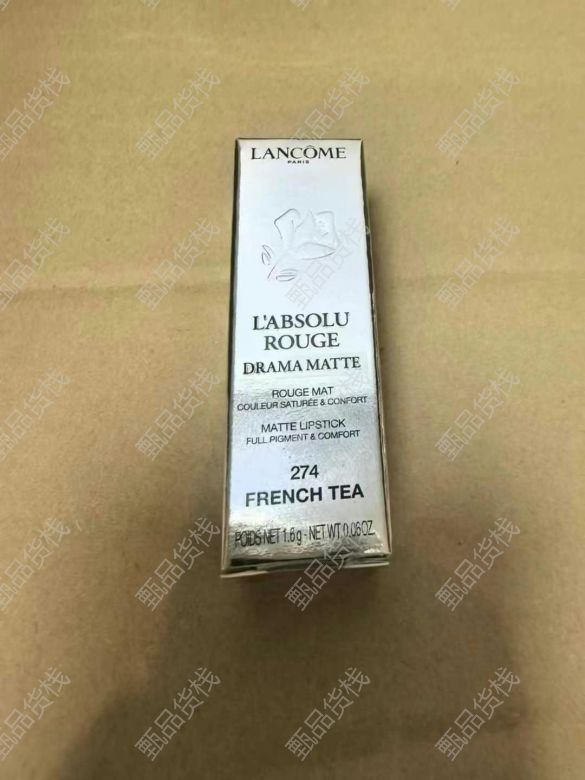 LANCÔME
PARIS
L'ABSOLU
ROUGE
DRAMA MATTE
ROUGE MAT
COULEUR SATURÉE & CONFORT
MATTE LIPSTICK
FULL PIGMENT & COMFORT
274
FRENCH TEA
POIDS NET 1.6g - NET WT 0.06OZ.
甄品货栈